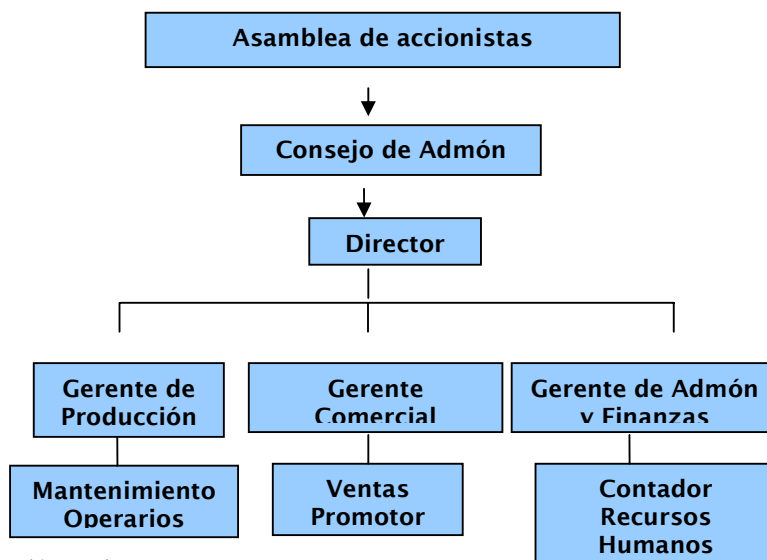 Asamblea de accionistas
Consejo de Admón
Director
Gerente de
Producción
Gerente
Comercial
Gerente de Admón
y Finanzas
Mantenimiento
Operarios
Ventas
Promotor
Contador
Recursos
Humanos